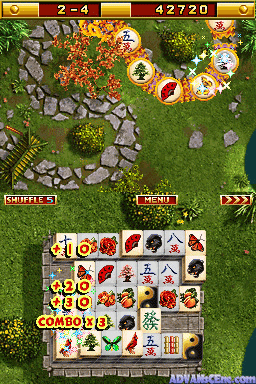 2-4 42720
SHUFFLE 5 MENU >>>>
+10
+20
+30
COMBO x 3
ADVANsCEne.com